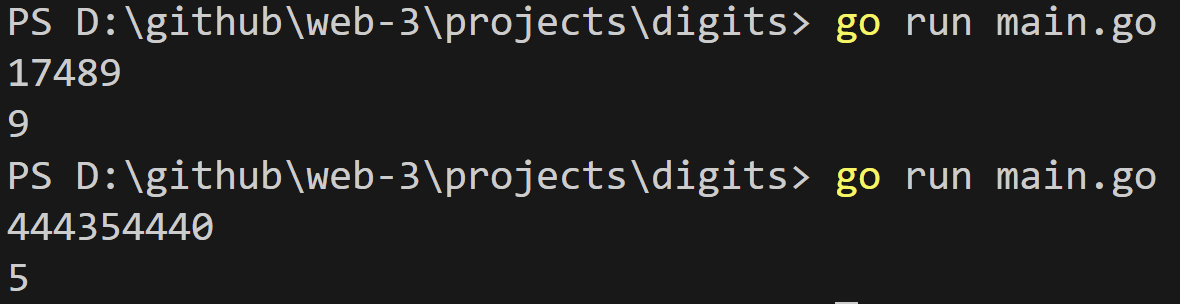 PS D:\github\web-3\projects\digits> go run main.go
17489
9
PS D:\github\web-3\projects\digits> go run main.go
444354440
5